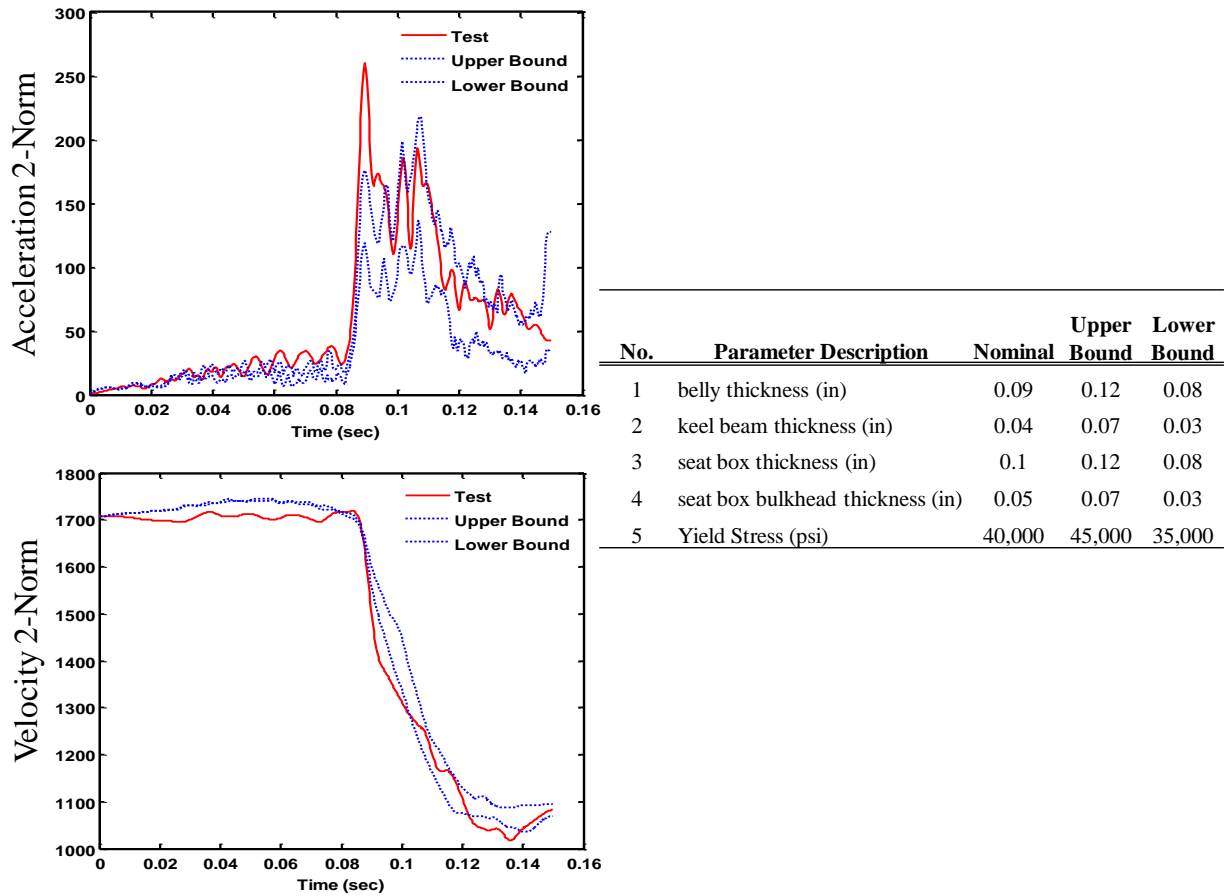 Acceleration 2-Norm
300
250
200
150
100
50
0
Test
Upper Bound
Lower Bound
0 0.02 0.04 0.06 0.08 0.1 0.12 0.14 0.16
Time (sec)
Velocity 2-Norm
1800
1700
1600
1500
1400
1300
1200
1100
1000
Test
Upper Bound
Lower Bound
0 0.02 0.04 0.06 0.08 0.1 0.12 0.14 0.16
Time (sec)
Upper Lower
No. Parameter Description Nominal Bound Bound
1 belly thickness (in) 0.09 0.12 0.08
2 keel beam thickness (in) 0.04 0.07 0.03
3 seat box thickness (in) 0.1 0.12 0.08
4 seat box bulkhead thickness (in) 0.05 0.07 0.03
5 Yield Stress (psi) 40,000 45,000 35,000